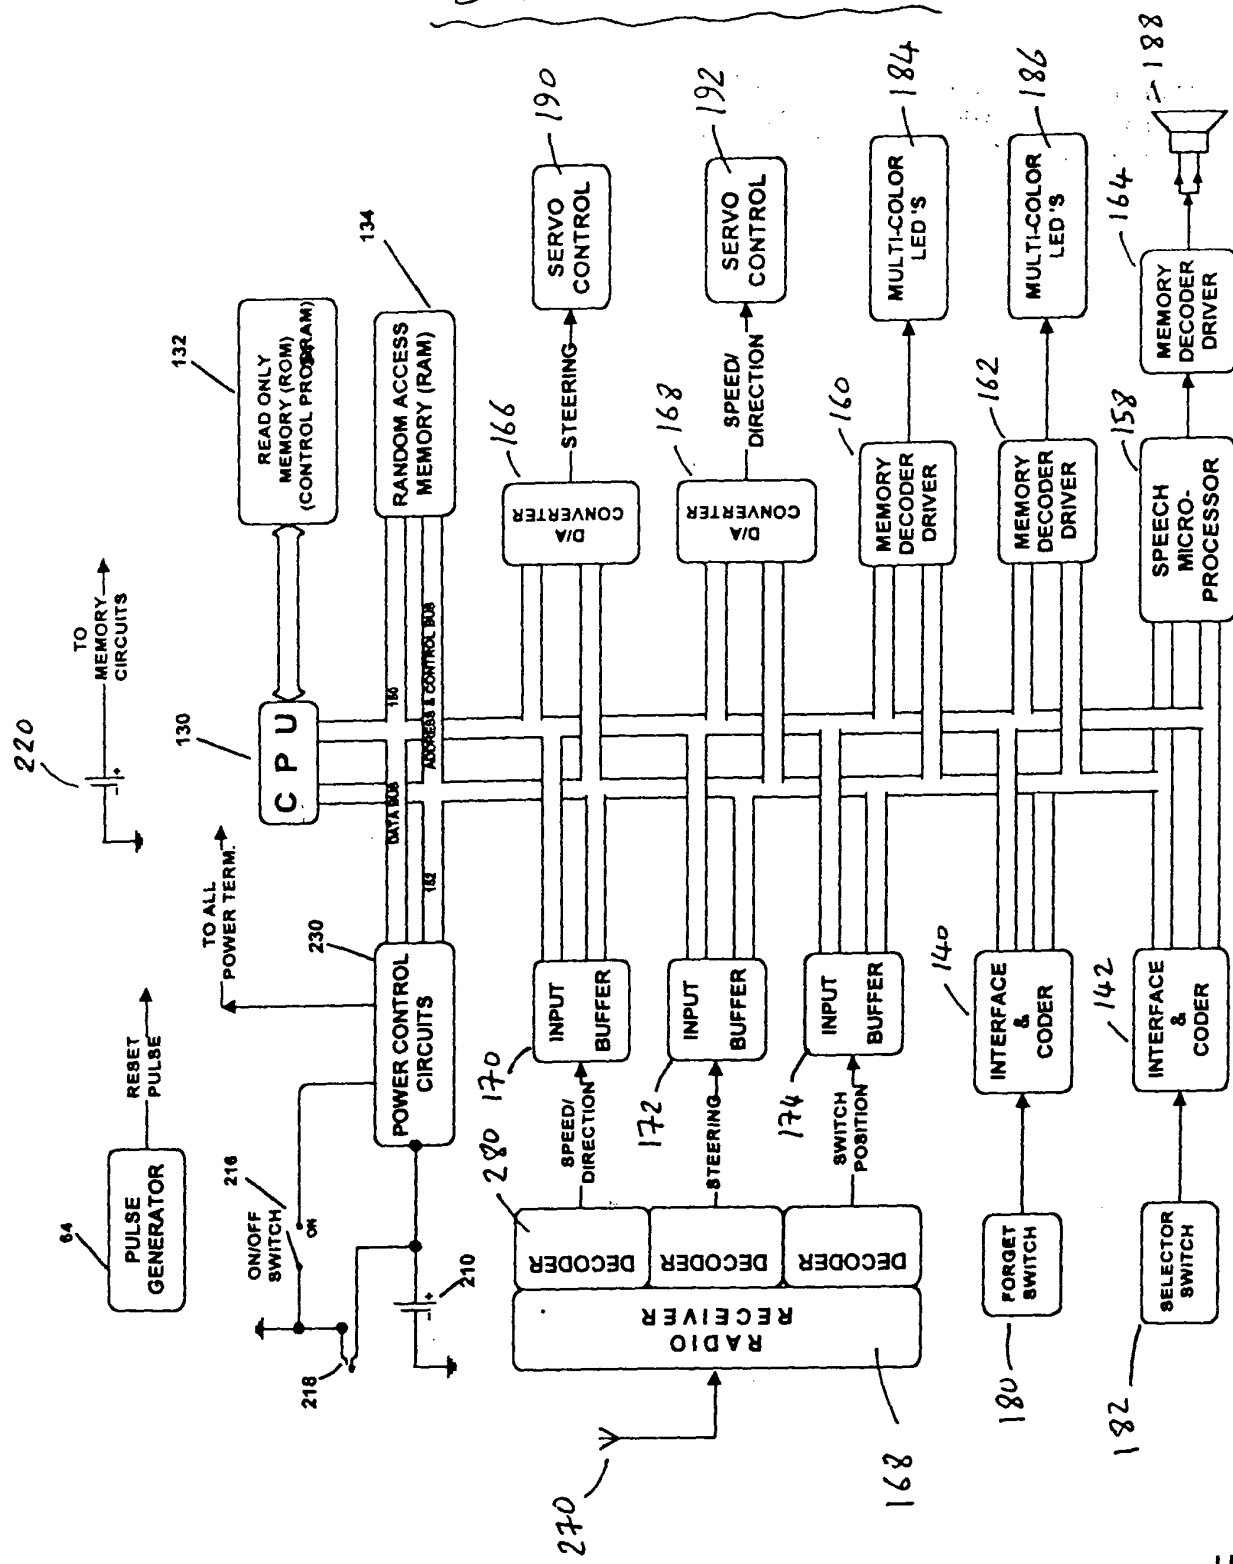 220
TO
MEMORY
CIRCUITS
132
READ ONLY
MEMORY (ROM)
(CONTROL PROGRAM)
134
RANDOM ACCESS
MEMORY (RAM)
130
CPU
64
PULSE
GENERATOR
RESET
PULSE
TO ALL
POWER TERM.
216
ON/OFF
SWITCH
ON
218
210
230
POWER CONTROL
CIRCUITS
DATA BUS
150
152
ADDRESS & CONTROL BUS
270
168
RADIO
RECEIVER
280
DECODER
DECODER
DECODER
SPEED/
DIRECTION
170
INPUT
BUFFER
166
D/A
CONVERTER
STEERING
190
SERVO
CONTROL
STEERING
172
INPUT
BUFFER
168
D/A
CONVERTER
SPEED/
DIRECTION
192
SERVO
CONTROL
SWITCH
POSITION
174
INPUT
BUFFER
160
MEMORY
DECODER
DRIVER
184
MULTI-COLOR
LED'S
180
FORGET
SWITCH
140
INTERFACE
&
CODER
162
MEMORY
DECODER
DRIVER
186
MULTI-COLOR
LED'S
182
SELECTOR
SWITCH
142
INTERFACE
&
CODER
158
SPEECH
MICRO-
PROCESSOR
164
MEMORY
DECODER
DRIVER
188